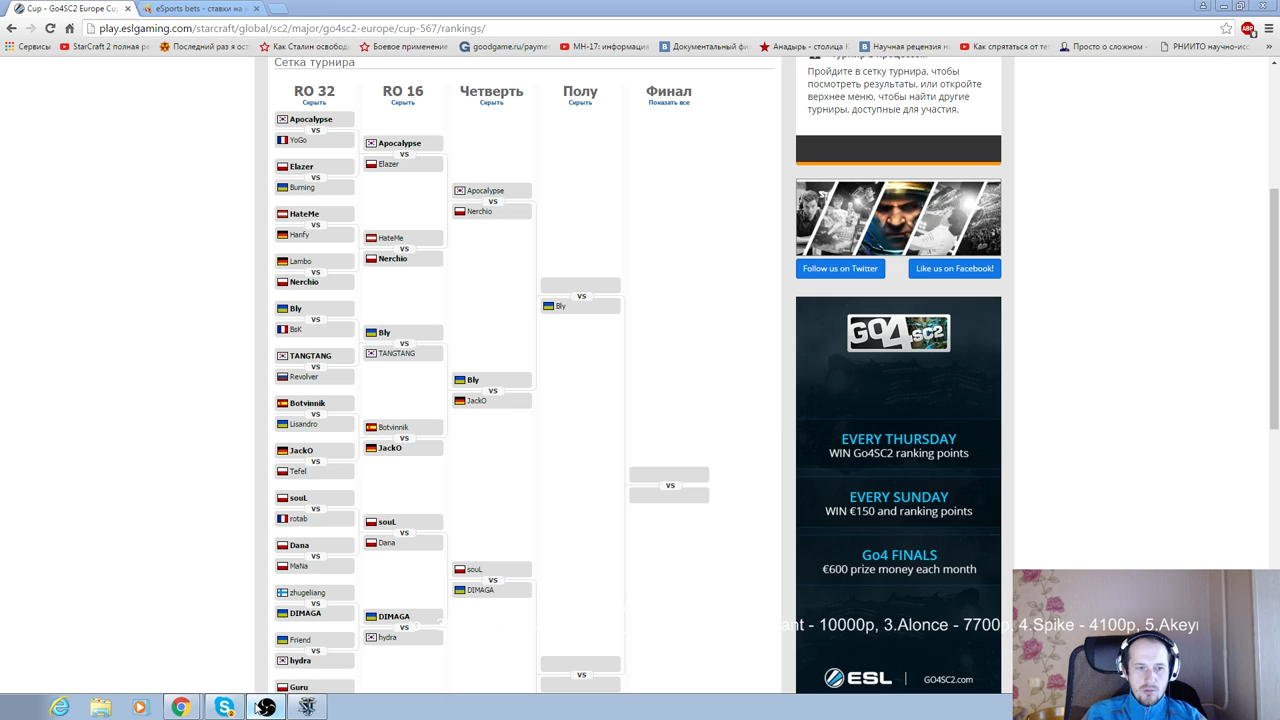 Cup - Go4SC2 Europe Cu
eSports bets - ставки на к
play.eslgaming.com/starcraft/global/sc2/major/go4sc2-europe/cup-567/rankings/
Сервисы
StarCraft 2 полная ре
Последний раз я ост
Как Сталин освобод
Боевое применение
goodgame.ru/payme
МН-17: информаци
Документальный фи
Анадырь - столица
Научная рецензия н
Как спрятаться от те
Просто о сложном -
РНИИТО научно-исс
Сетка турнира
RO 32
RO 16
Четверть
Полу
Финал
Скрыть
Скрыть
Скрыть
Скрыть
Показать все
Apocalypse
VS
YoGo
Elazer
VS
Burning
HateMe
VS
Hanfy
Lambo
VS
Nerchio
Bly
VS
BsK
TANGTANG
VS
Revolver
Botvinnik
VS
Lisandro
JackO
VS
Tefel
souL
VS
rotab
Dana
VS
MaNa
zhugeliang
VS
DIMAGA
Friend
VS
hydra
Guru
Apocalypse
VS
Elazer
HateMe
VS
Nerchio
Bly
VS
TANGTANG
Botvinnik
VS
JackO
souL
VS
Dana
DIMAGA
VS
hydra
Apocalypse
VS
Nerchio
Bly
VS
JackO
souL
VS
DIMAGA
VS
Bly
VS
VS
Пройдите в сетку турнира, чтобы
посмотреть результаты, или откройте
верхнее меню, чтобы найти другие
турниры, доступные для участия.
Follow us on Twitter
Like us on Facebook!
GO4SC2
EVERY THURSDAY
WIN Go4SC2 ranking points
EVERY SUNDAY
WIN €150 and ranking points
Go4 FINALS
€600 prize money each month
ant - 10000p, 3.Alonce - 7700p, 4.Spike - 4100p, 5.Akeyr
ESL
GO4SC2.com